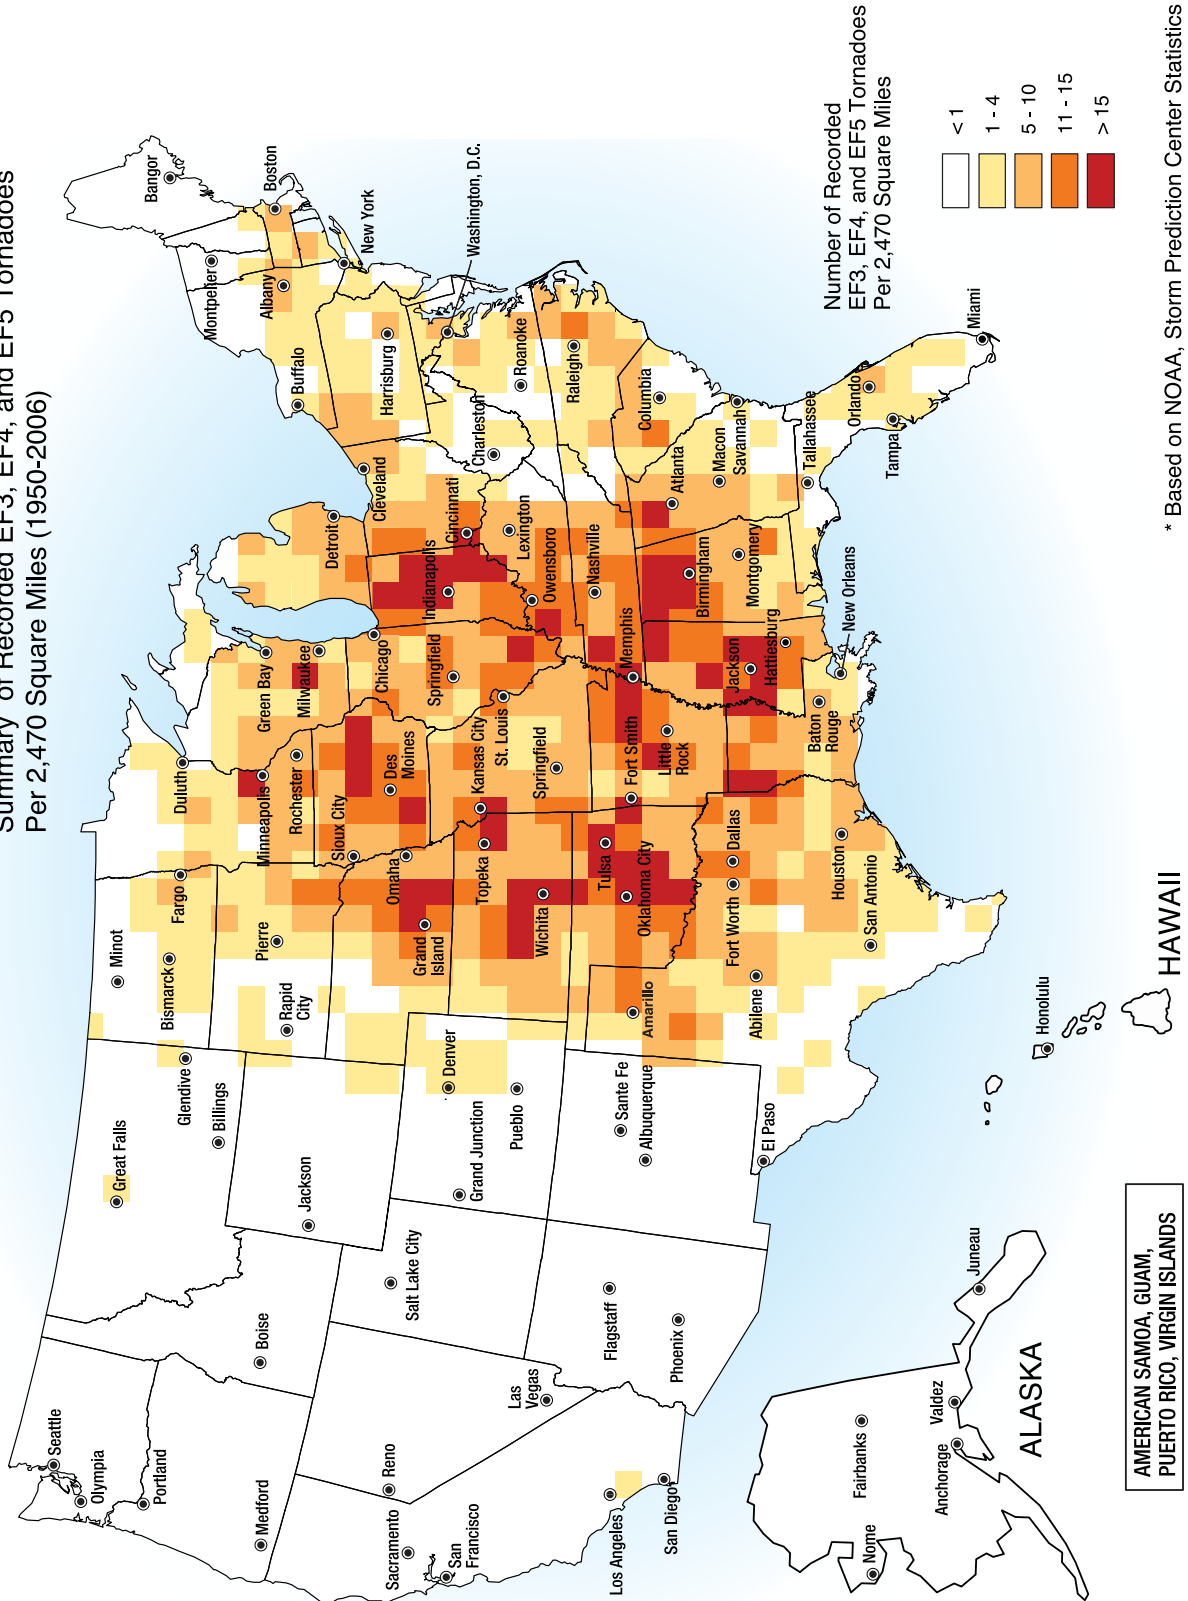 Summary of Recorded EF3, EF4, and EF5 Tornadoes
Per 2,470 Square Miles (1950-2006)
Seattle
Olympia
Portland
Medford
Boise
Great Falls
Glendive
Billings
Minot
Bismarck
Fargo
Duluth
Jackson
Rapid
City
Pierre
Minneapolis
Rochester
Green Bay
Milwaukee
Sioux City
Detroit
Buffalo
Albany
Montpelier
Bangor
Boston
New York
Reno
Sacramento
San
Francisco
Salt Lake City
Grand Junction
Denver
Pueblo
Omaha
Grand
Island
Des
Moines
Chicago
Cleveland
Harrisburg
Washington, D.C.
Springfield
Indianapolis
Cincinnati
Charleston
Roanoke
Topeka
Kansas City
St. Louis
Springfield
Wichita
Lexington
Owensboro
Nashville
Raleigh
Las
Vegas
Los Angeles
San Diego
Flagstaff
Phoenix
Sante Fe
Albuquerque
El Paso
Amarillo
Tulsa
Oklahoma City
Fort Smith
Little
Rock
Memphis
Birmingham
Atlanta
Columbia
Macon
Savannah
Montgomery
Tallahassee
Jackson
Hattiesburg
Fort Worth
Dallas
Abilene
San Antonio
Houston
Baton
Rouge
New Orleans
Orlando
Tampa
Miami
Number of Recorded
EF3, EF4, and EF5 Tornadoes
Per 2,470 Square Miles
< 1
1 - 4
5 - 10
11 - 15
> 15
Fairbanks
Nome
Anchorage
Valdez
Juneau
ALASKA
Honolulu
HAWAII
AMERICAN SAMOA, GUAM,
PUERTO RICO, VIRGIN ISLANDS
* Based on NOAA, Storm Prediction Center Statistics